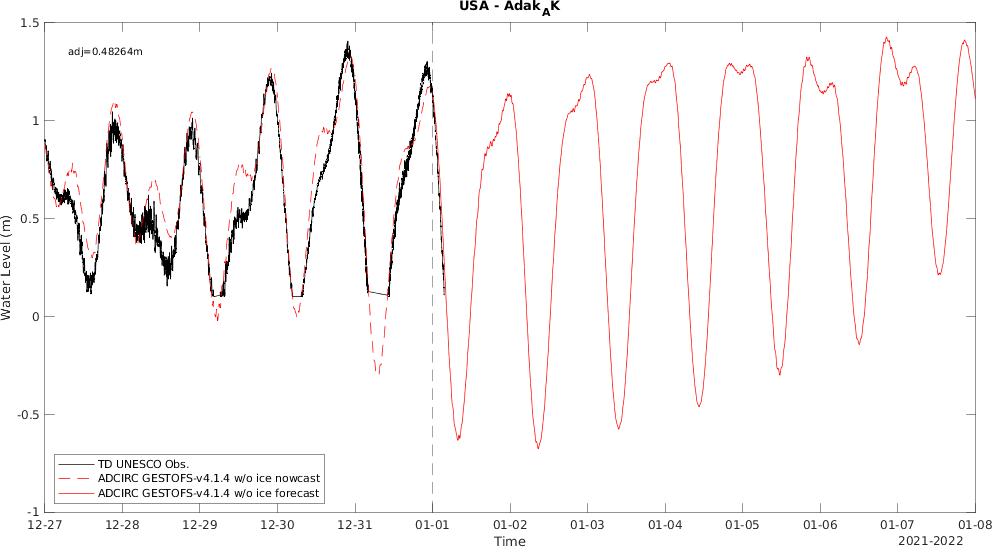 USA - Adak_AK
adj=0.48264m
1.5
1
0.5
0
-0.5
-1
Water Level (m)
TD UNESCO Obs.
ADCIRC GESTOFS-v4.1.4 w/o ice nowcast
ADCIRC GESTOFS-v4.1.4 w/o ice forecast
12-27 12-28 12-29 12-30 12-31 01-01 01-02 01-03 01-04 01-05 01-06 01-07 01-08
Time
2021-2022